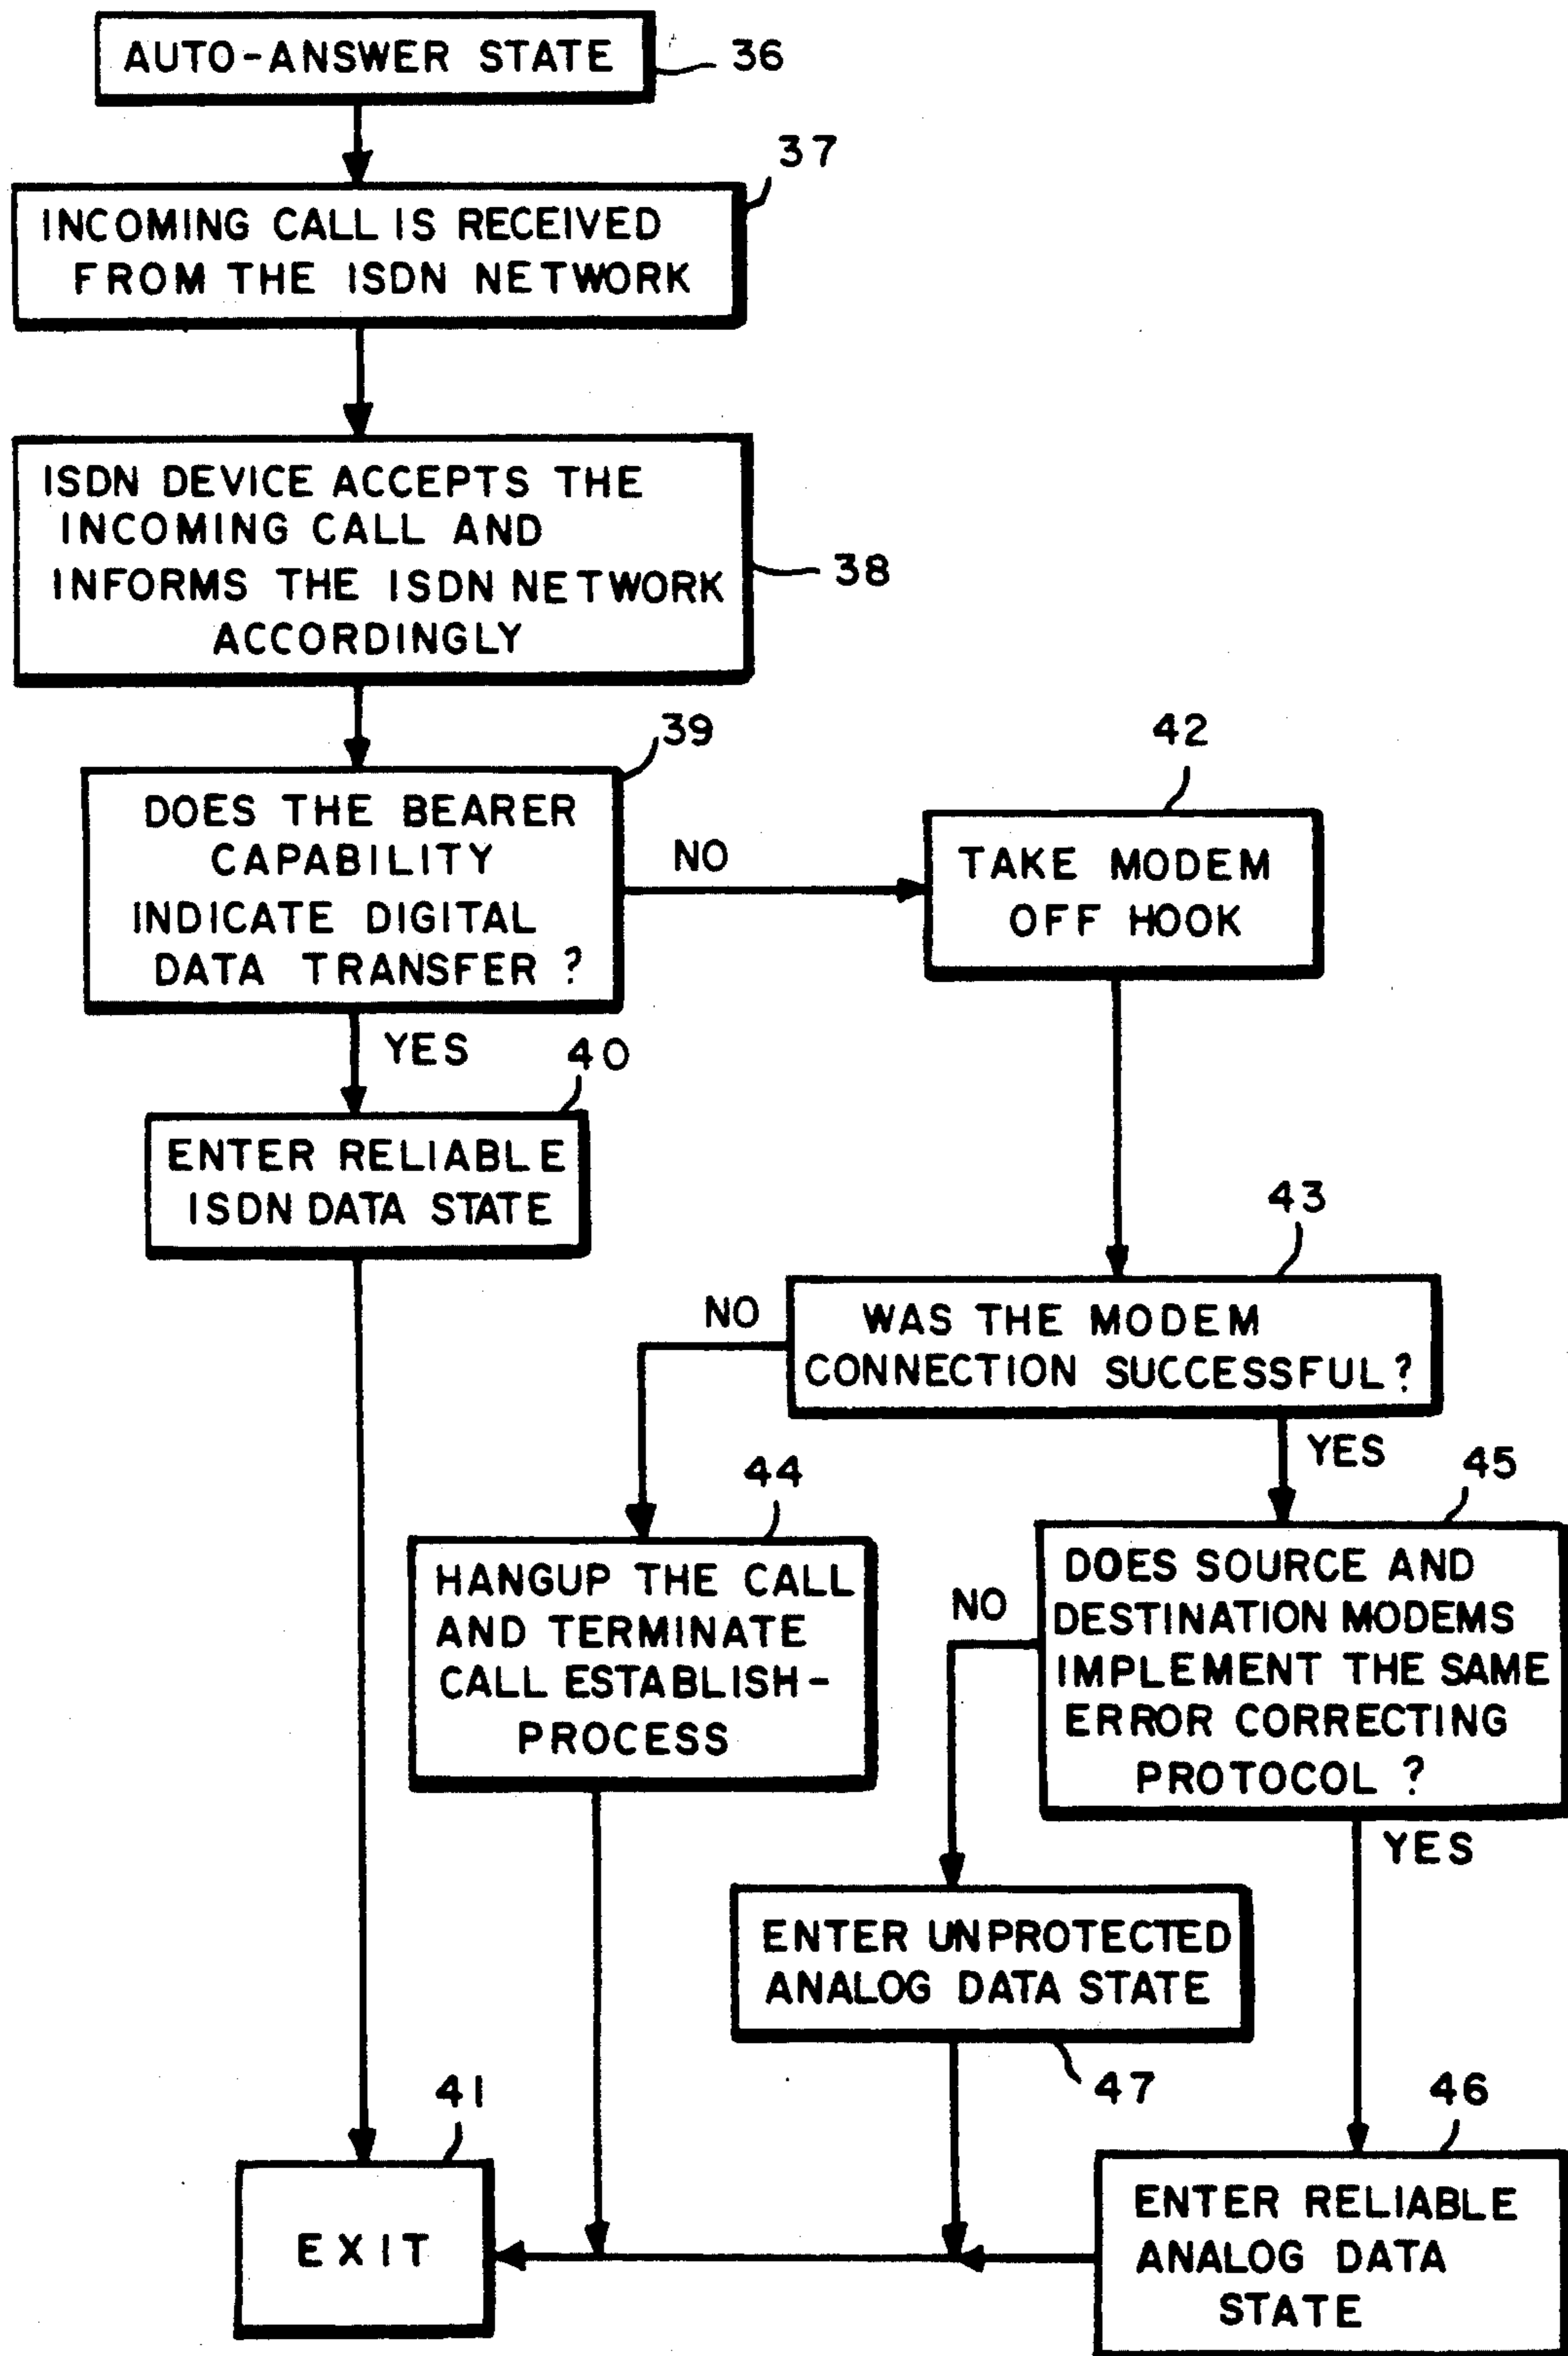 AUTO-ANSWER STATE
36
37
INCOMING CALL IS RECEIVED
FROM THE ISDN NETWORK
ISDN DEVICE ACCEPTS THE
INCOMING CALL AND
INFORMS THE ISDN NETWORK
ACCORDINGLY
38
39
DOES THE BEARER
CAPABILITY
INDICATE DIGITAL
DATA TRANSFER ?
NO
42
TAKE MODEM
OFF HOOK
YES
40
ENTER RELIABLE
ISDN DATA STATE
43
WAS THE MODEM
CONNECTION SUCCESSFUL ?
NO
YES
44
HANGUP THE CALL
AND TERMINATE
CALL ESTABLISH-
PROCESS
45
DOES SOURCE AND
DESTINATION MODEMS
IMPLEMENT THE SAME
ERROR CORRECTING
PROTOCOL ?
NO
YES
ENTER UNPROTECTED
ANALOG DATA STATE
47
46
ENTER RELIABLE
ANALOG DATA
STATE
41
EXIT